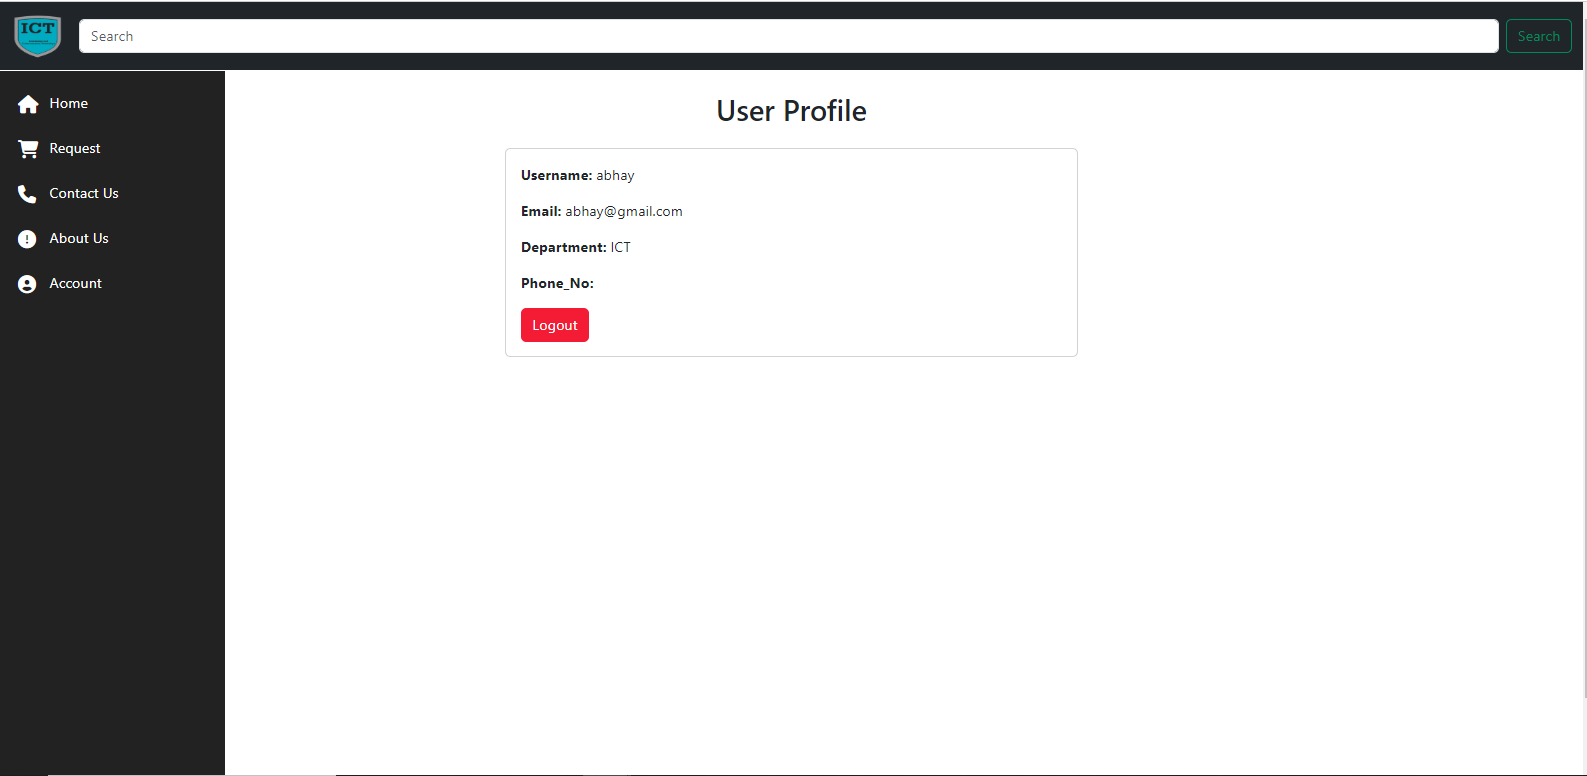 ICT
Search
Search
Home
Request
Contact Us
About Us
Account
User Profile
Username: abhay
Email: abhay@gmail.com
Department: ICT
Phone_No:
Logout